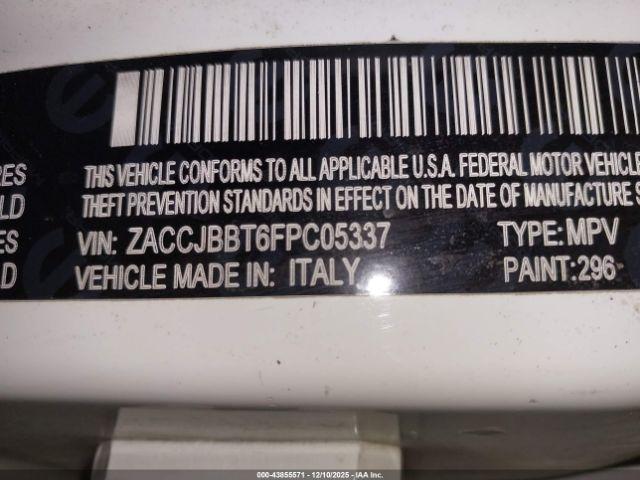 THIS VEHICLE CONFORMS TO ALL APPLICABLE U.S.A. FEDERAL MOTOR VEHICLE
RES
THEFT PREVENTION STANDARDS IN EFFECT ON THE DATE OF MANUFACTURE
LD
VIN: ZACCJBBT6FPC05337 TYPE: MPV
ES
VEHICLE MADE IN: ITALY PAINT: 296
D
000-43855571 - 12/10/2025 - IAA Inc.